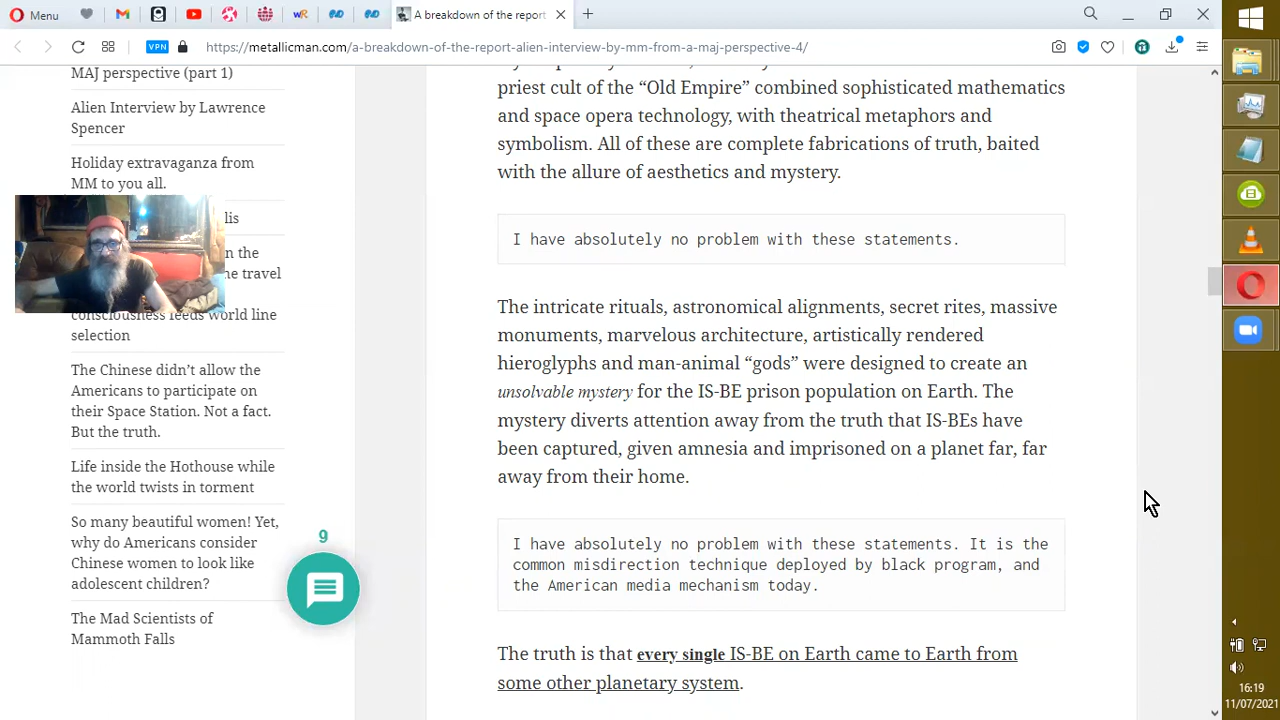 Menu
A breakdown of the report
https://metallicman.com/a-breakdown-of-the-report-alien-interview-by-mm-from-a-maj-perspective-4/
VPN
MAJ perspective (part 1)
Alien Interview by Lawrence
Spencer
Holiday extravaganza from
MM to you all.
lis
n the
he travel
consciousness feeds world line
selection
The Chinese didn’t allow the
Americans to participate on
their Space Station. Not a fact.
But the truth.
Life inside the Hothouse while
the world twists in torment
So many beautiful women! Yet,
why do Americans consider
Chinese women to look like
adolescent children?
The Mad Scientists of
Mammoth Falls
9
priest cult of the “Old Empire” combined sophisticated mathematics
and space opera technology, with theatrical metaphors and
symbolism. All of these are complete fabrications of truth, baited
with the allure of aesthetics and mystery.
I have absolutely no problem with these statements.
The intricate rituals, astronomical alignments, secret rites, massive
monuments, marvelous architecture, artistically rendered
hieroglyphs and man-animal “gods” were designed to create an
unsolvable mystery for the IS-BE prison population on Earth. The
mystery diverts attention away from the truth that IS-BEs have
been captured, given amnesia and imprisoned on a planet far, far
away from their home.
I have absolutely no problem with these statements. It is the
common misdirection technique deployed by black program, and
the American media mechanism today.
The truth is that every single IS-BE on Earth came to Earth from
some other planetary system.
16:19
11/07/2021